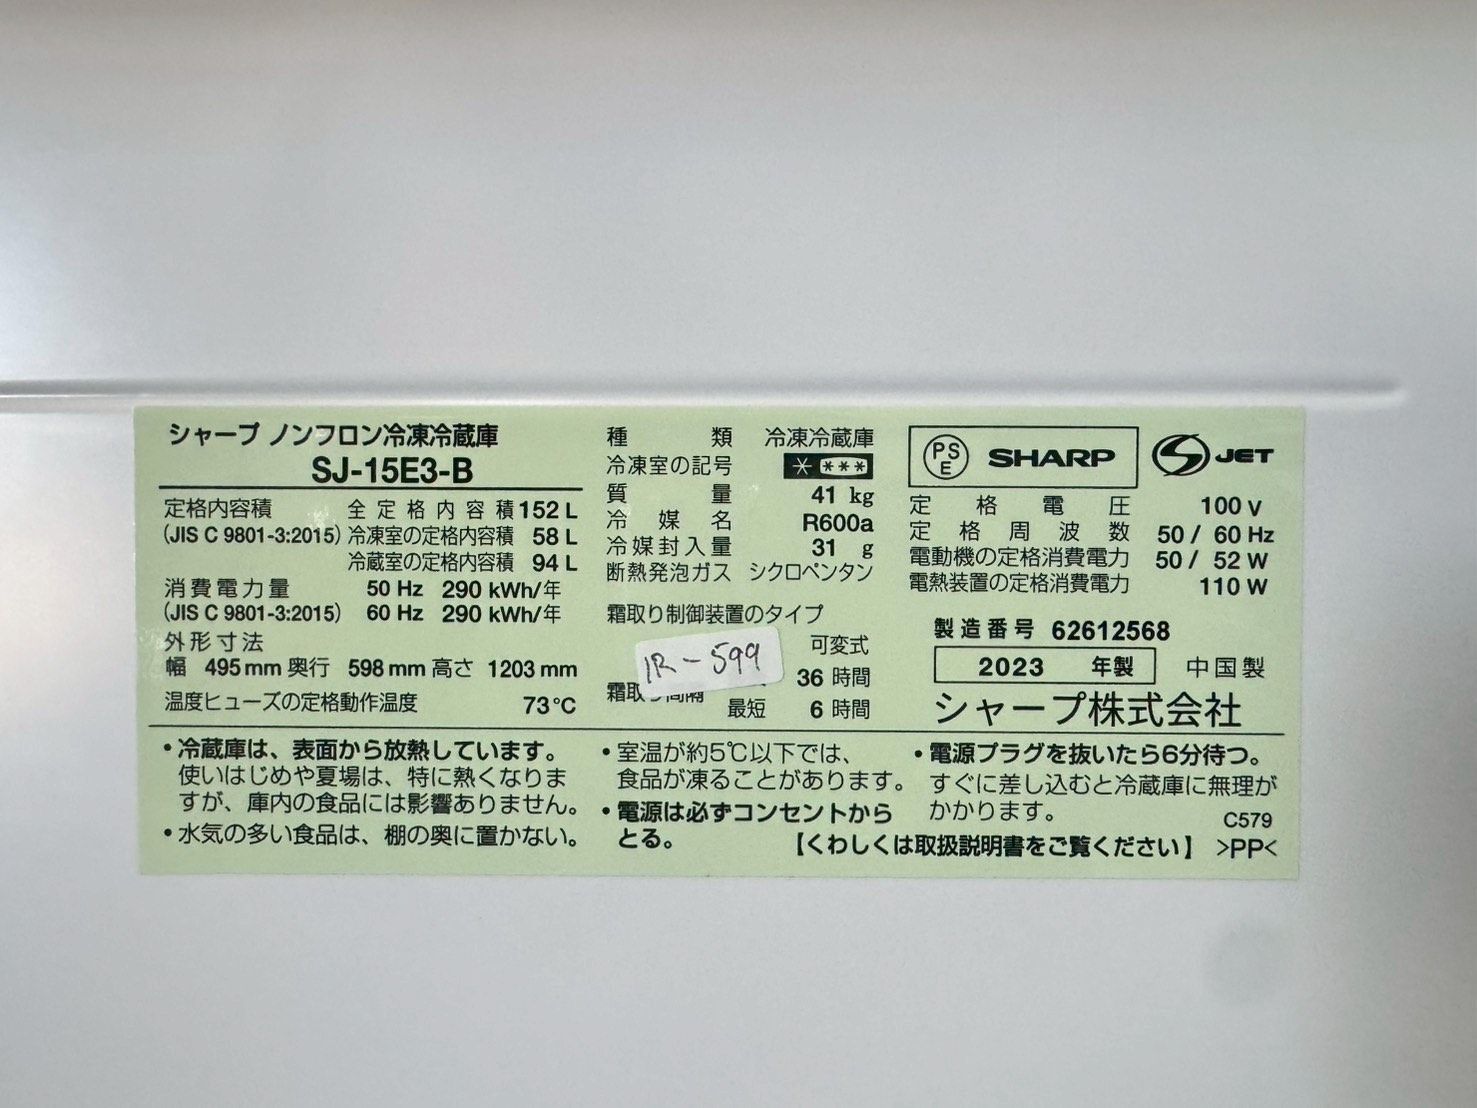 シャープ ノンフロン冷凍冷蔵庫
SJ-15E3-B
定格内容積 全定格内容積 152 L
(JIS C 9801-3:2015) 冷凍室の定格内容積 58 L
冷蔵室の定格内容積 94 L
消費電力量 50 Hz 290 kWh/年
(JIS C 9801-3:2015) 60 Hz 290 kWh/年
外形寸法
幅 495 mm 奥行 598 mm 高さ 1203 mm
温度ヒューズの定格動作温度 73℃
種類 冷凍冷蔵庫
冷凍室の記号 * ***
質量 41 kg
冷媒名 R600a
冷媒封入量 31 g
断熱発泡ガス シクロペンタン
霜取り制御装置のタイプ
可変式
1R-599
36 時間
霜取り間隔
最短 6 時間
PSE SHARP S JET
定格電圧 100 V
定格周波数 50 / 60 Hz
電動機の定格消費電力 50 / 52 W
電熱装置の定格消費電力 110 W
製造番号 62612568
2023 年製 中国製
シャープ株式会社
・冷蔵庫は、表面から放熱しています。
使いはじめや夏場は、特に熱くなりま
すが、庫内の食品には影響ありません。
・水気の多い食品は、棚の奥に置かない。
・室温が約5℃以下では、
食品が凍ることがあります。
・電源は必ずコンセントから
とる。
・電源プラグを抜いたら6分待つ。
すぐに差し込むと冷蔵庫に無理が
かかります。
C579
【くわしくは取扱説明書をご覧ください】 >PP<